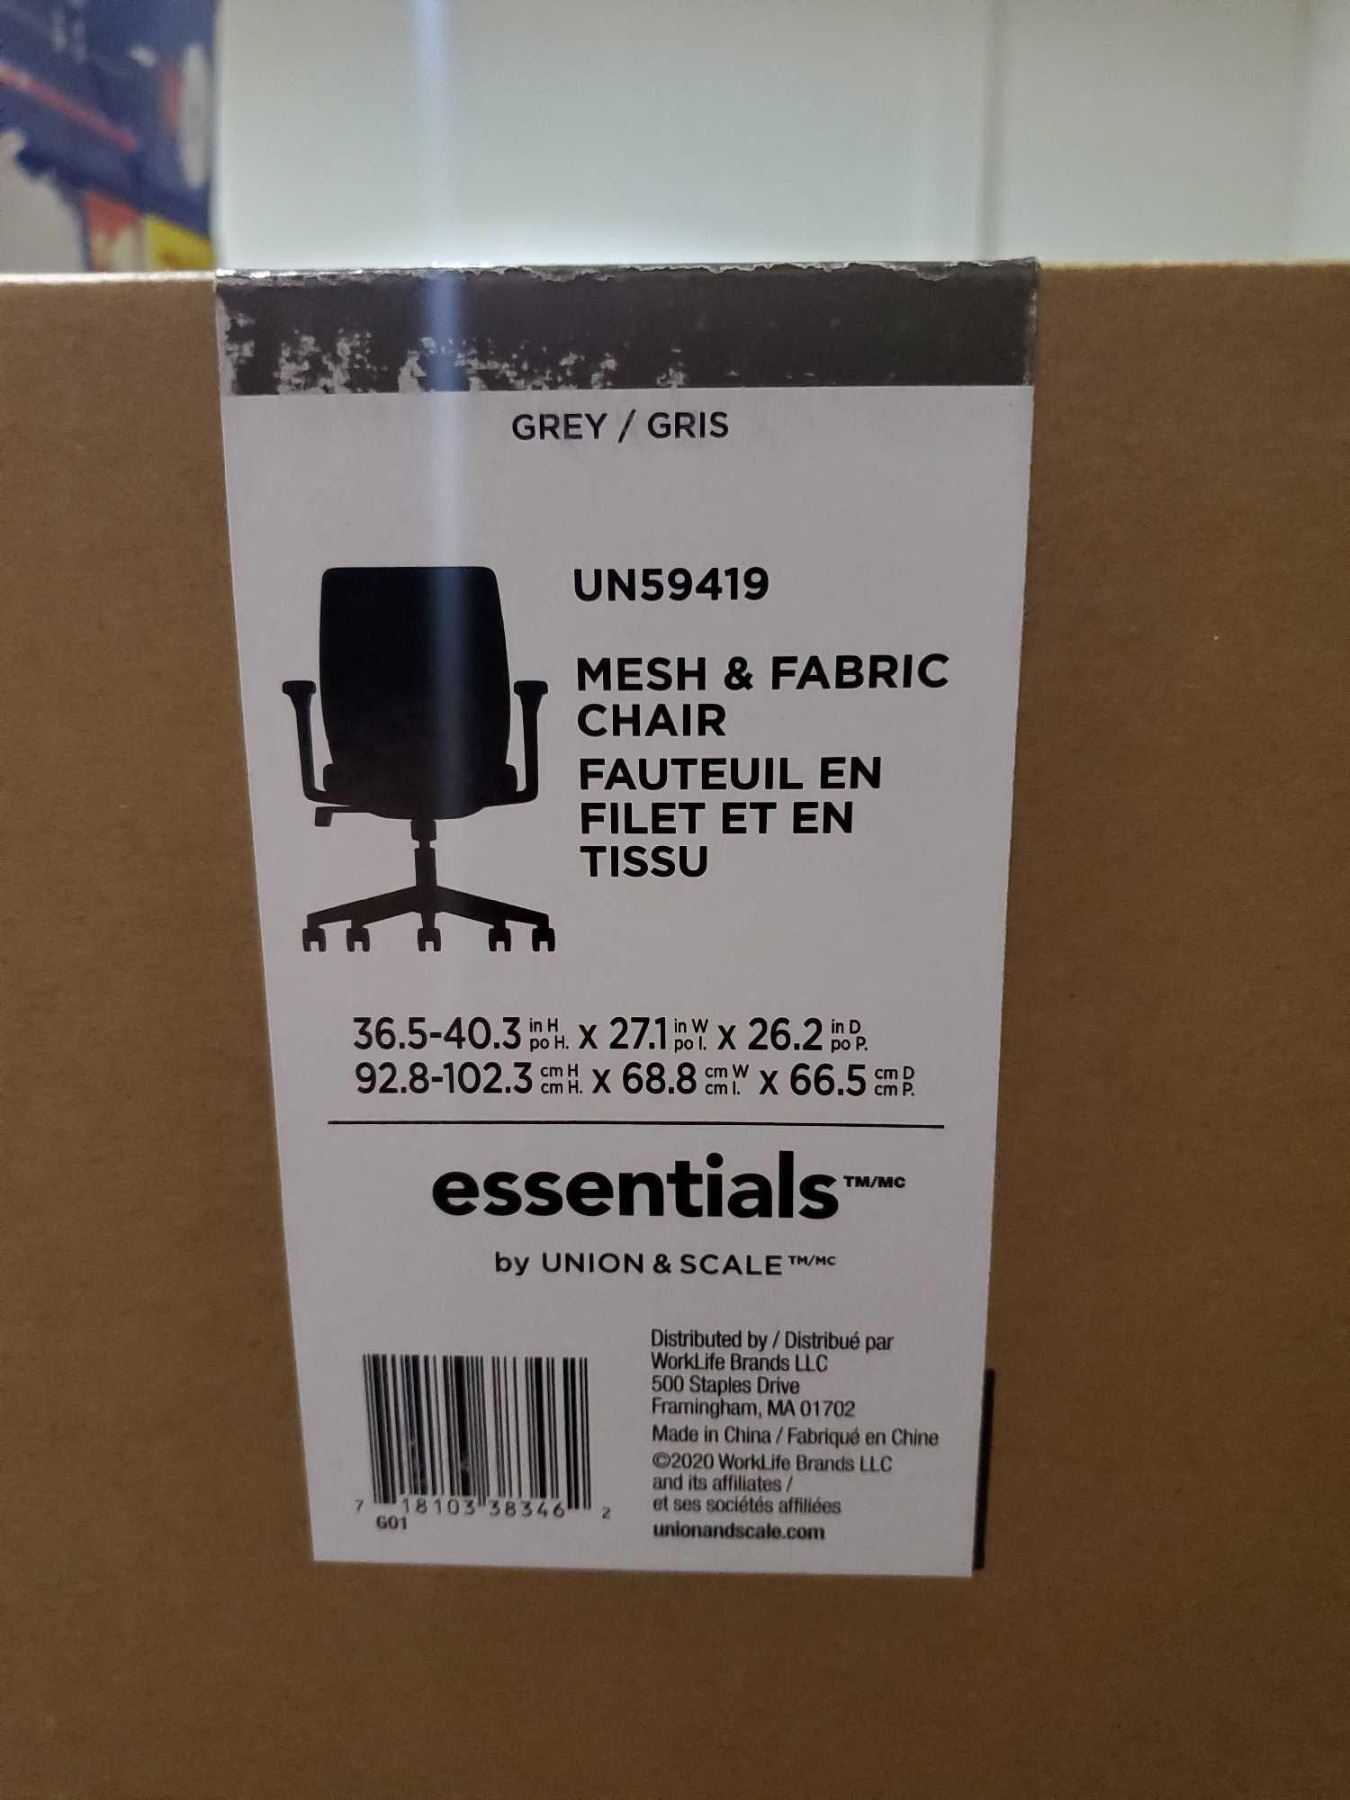 GREY / GRIS
UN59419
MESH & FABRIC
CHAIR
FAUTEUIL EN
FILET ET EN
TISSU
36.5-40.3 in H. po H. X 27.1 in W po l. X 26.2 in D po P.
92.8-102.3 cm H cm H. X 68.8 cm W cm l. X 66.5 cm D cm P.
essentials™/MC
by UNION & SCALE™/MC
Distributed by / Distribué par
WorkLife Brands LLC
500 Staples Drive
Framingham, MA 01702
Made in China / Fabriqué en Chine
©2020 WorkLife Brands LLC
and its affiliates /
et ses sociétés affiliées
unionandscale.com
7 18103 38346 2
G01